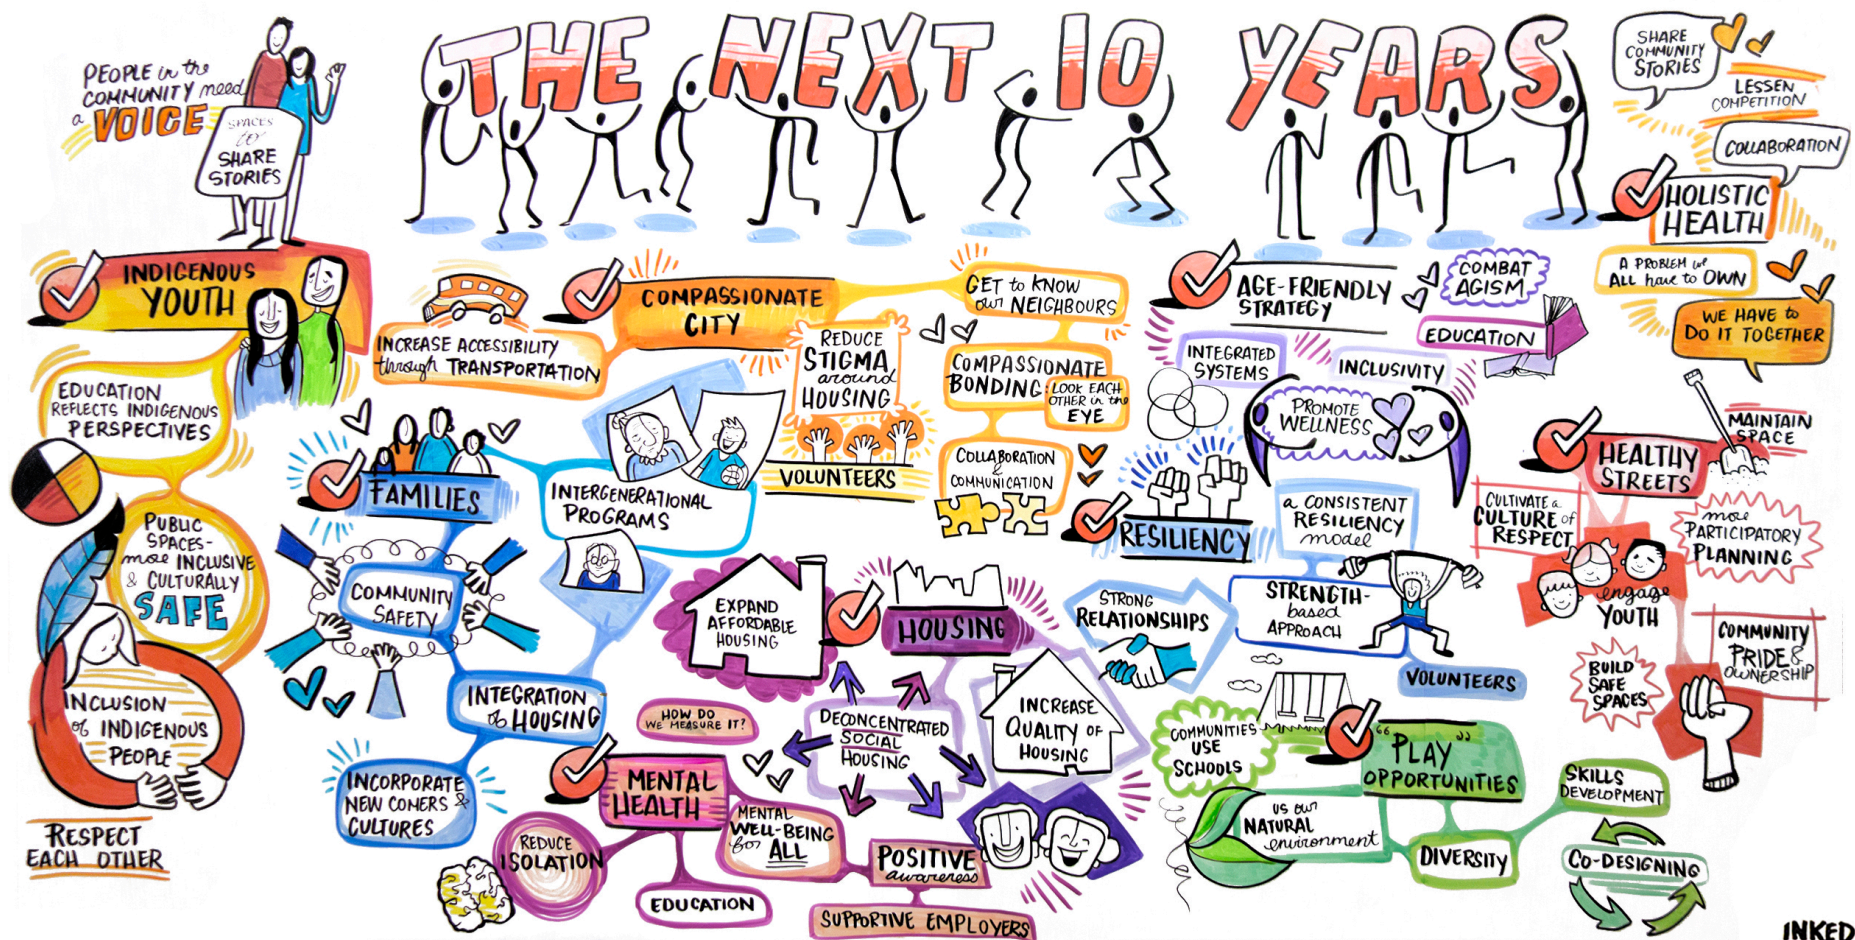 THE NEXT 10 YEARS
PEOPLE in the
COMMUNITY need
a VOICE
SPACES
to
SHARE
STORIES
INDIGENOUS
YOUTH
EDUCATION
REFLECTS INDIGENOUS
PERSPECTIVES
PUBLIC
SPACES-
more INCLUSIVE
& CULTURALLY
SAFE
INCLUSION
of INDIGENOUS
PEOPLE
RESPECT
EACH OTHER
COMPASSIONATE
CITY
INCREASE ACCESSIBILITY
through TRANSPORTATION
REDUCE
STIGMA
around
HOUSING
VOLUNTEERS
GET to KNOW
our NEIGHBOURS
COMPASSIONATE
BONDING:
LOOK EACH
OTHER in the
EYE
COLLABORATION
&
COMMUNICATION
FAMILIES
INTERGENERATIONAL
PROGRAMS
COMMUNITY
SAFETY
INTEGRATION
of HOUSING
INCORPORATE
NEW COMERS &
CULTURES
HOUSING
EXPAND
AFFORDABLE
HOUSING
DECONCENTRATED
SOCIAL
HOUSING
INCREASE
QUALITY OF
HOUSING
HOW DO
WE MEASURE IT?
MENTAL
HEALTH
REDUCE
ISOLATION
EDUCATION
MENTAL
WELL-BEING
for ALL
POSITIVE
awareness
SUPPORTIVE EMPLOYERS
AGE-FRIENDLY
STRATEGY
COMBAT
AGISM
EDUCATION
INTEGRATED
SYSTEMS
INCLUSIVITY
PROMOTE
WELLNESS
RESILIENCY
a CONSISTENT
RESILIENCY
model
STRENGTH-
based
APPROACH
STRONG
RELATIONSHIPS
VOLUNTEERS
"PLAY"
OPPORTUNITIES
COMMUNITIES
USE
SCHOOLS
US our
NATURAL
environment
DIVERSITY
SKILLS
DEVELOPMENT
CO-DESIGNING
SHARE
COMMUNITY
STORIES
LESSEN
COMPETITION
COLLABORATION
HOLISTIC
HEALTH
A PROBLEM we
ALL have to OWN
WE HAVE to
DO IT TOGETHER
HEALTHY
STREETS
MAINTAIN
SPACE
CULTIVATE a
CULTURE of
RESPECT
more
PARTICIPATORY
PLANNING
engage
YOUTH
BUILD
SAFE
SPACES
COMMUNITY
PRIDE &
OWNERSHIP
INKED